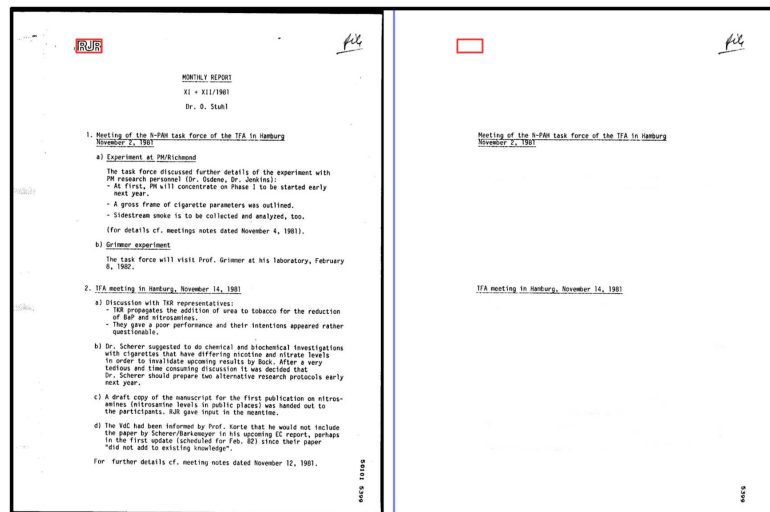 RJR
file
MONTHLY REPORT
XI + XII/1981
Dr. O. Stuhl
1. Meeting of the N-PAH task force of the TFA in Hamburg
November 2, 1981
a) Experiment at PM/Richmond
The task force discussed further details of the experiment with
PM research personnel (Dr. Osdene, Dr. Jenkins):
- At first, PM will concentrate on Phase I to be started early
next year.
- A gross frame of cigarette parameters was outlined.
- Sidestream smoke is to be collected and analyzed, too.
(for details cf. meetings notes dated November 4, 1981).
b) Grimmer experiment
The task force will visit Prof. Grimmer at his laboratory, February
8, 1982.
2. TFA meeting in Hamburg, November 14, 1981
a) Discussion with TKR representatives:
- TKR propagates the addition of urea to tobacco for the reduction
of BaP and nitrosamines.
- They gave a poor performance and their intentions appeared rather
questionable.
b) Dr. Scherer suggested to do chemical and biochemical investigations
with cigarettes that have differing nicotine and nitrate levels
in order to invalidate upcoming results by Bock. After a very
tedious and time consuming discussion it was decided that
Dr. Scherer should prepare two alternative research protocols early
next year.
c) A draft copy of the manuscript for the first publication on nitros-
amines (nitrosamine levels in public places) was handed out to
the participants. RJR gave input in the meantime.
d) The VdC had been informed by Prof. Korte that he would not include
the paper by Scherer/Barkemeyer in his upcoming EC report, perhaps
in the first update (scheduled for Feb. 82) since their paper
"did not add to existing knowledge".
For further details cf. meeting notes dated November 12, 1981.
50101 5399
file
Meeting of the N-PAH task force of the TFA in Hamburg
November 2, 1981
TFA meeting in Hamburg, November 14, 1981
5399